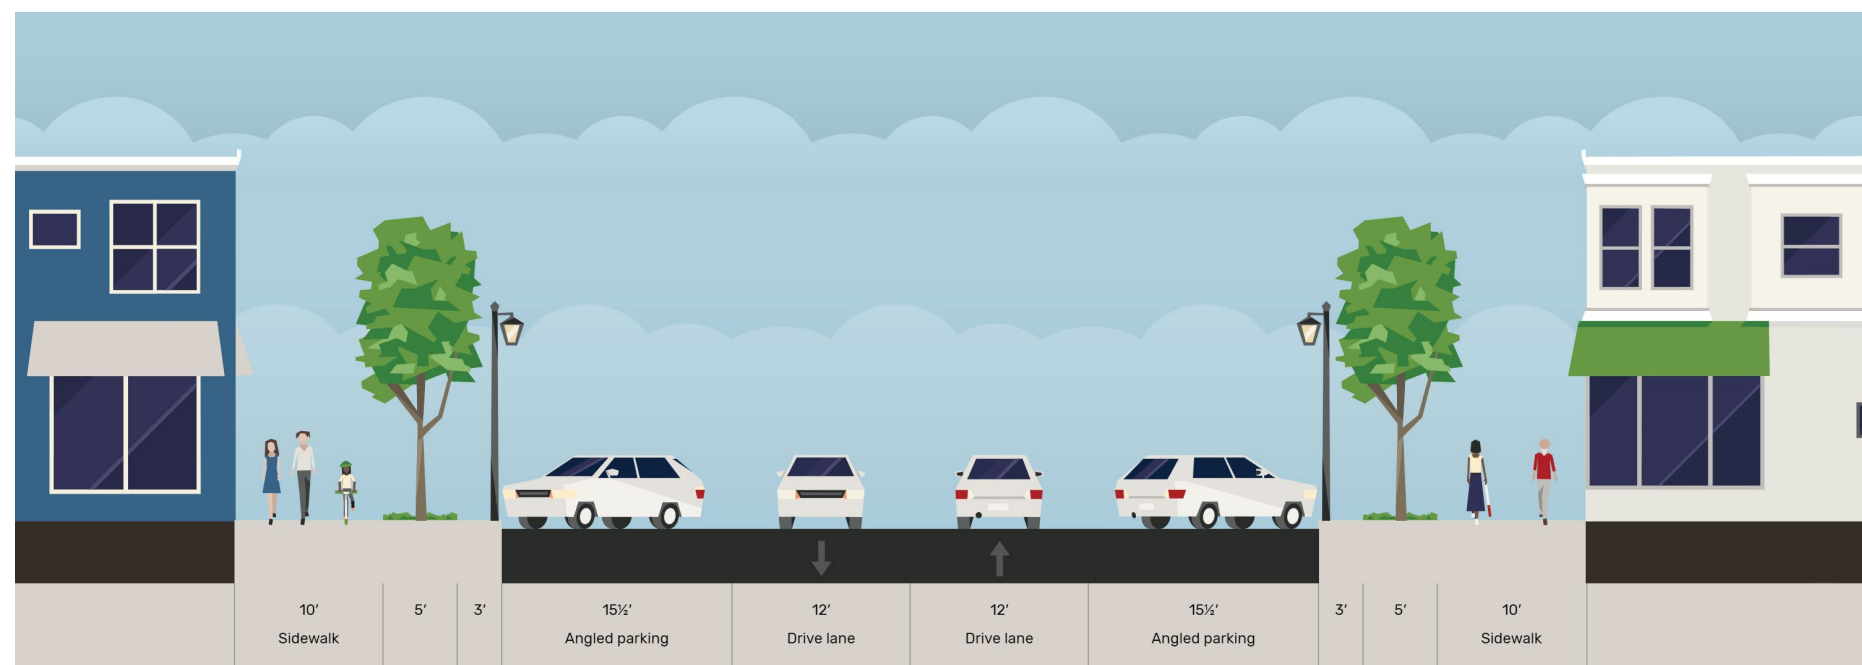 10′ 5′ 3′ 15½′ 12′ 12′ 15½′ 3′ 5′ 10′
Sidewalk Angled parking Drive lane Drive lane Angled parking Sidewalk